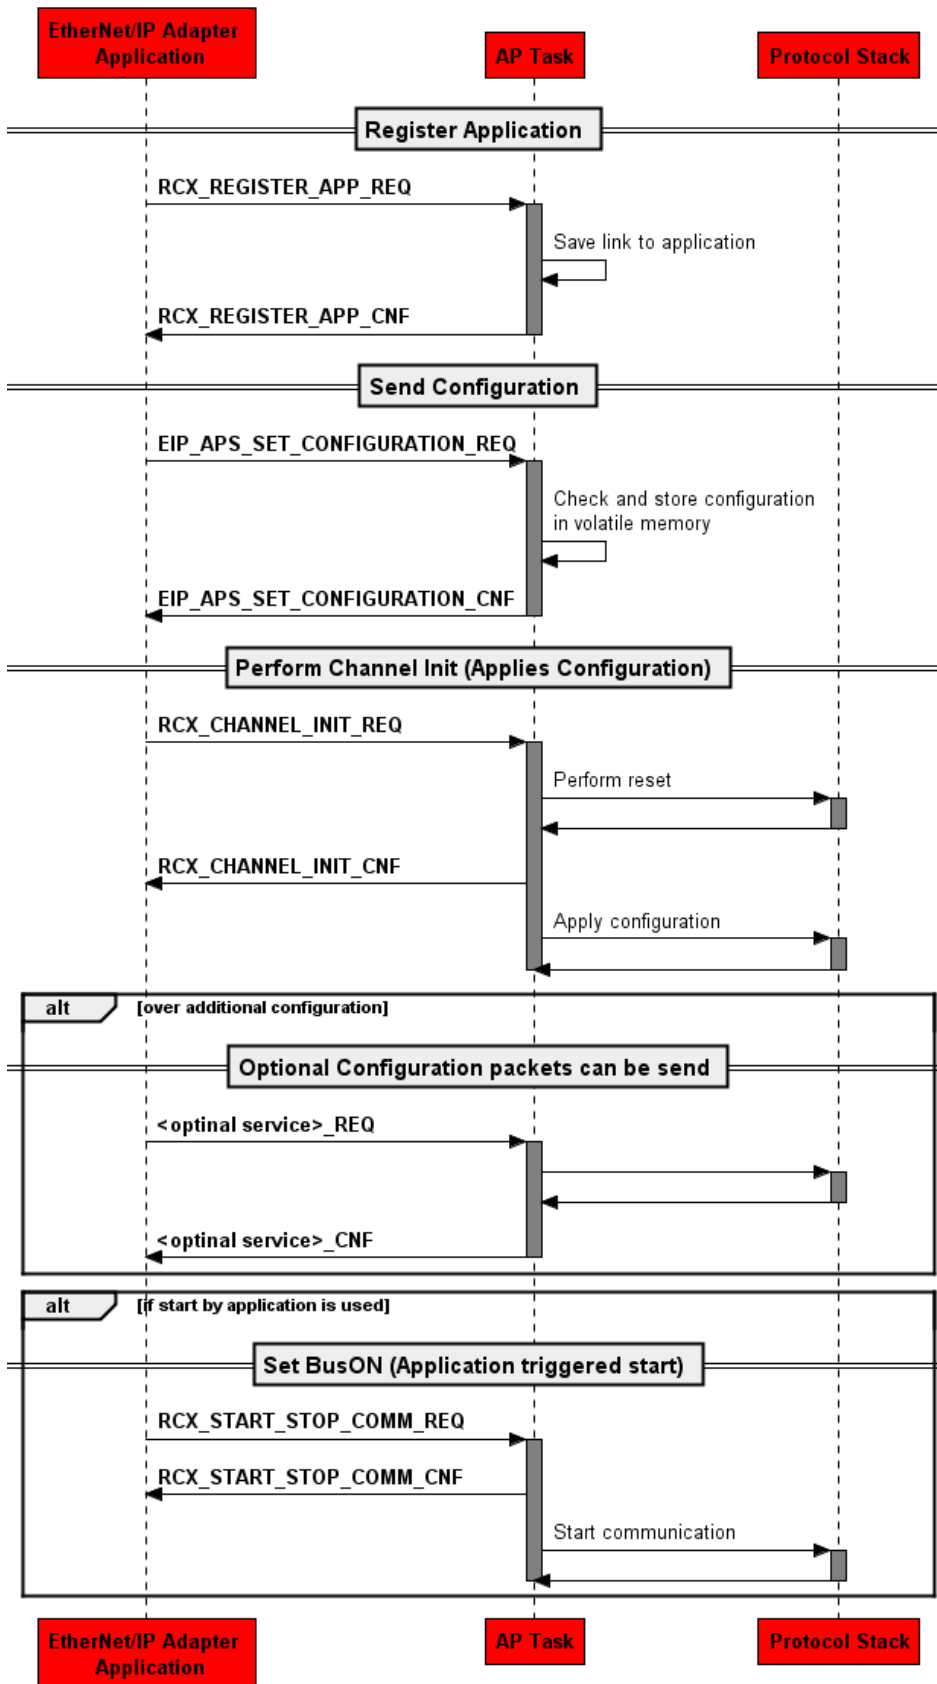 EtherNet/IP Adapter
Application
AP Task
Protocol Stack
Register Application
RCX_REGISTER_APP_REQ
Save link to application
RCX_REGISTER_APP_CNF
Send Configuration
EIP_APS_SET_CONFIGURATION_REQ
Check and store configuration
in volatile memory
EIP_APS_SET_CONFIGURATION_CNF
Perform Channel Init (Applies Configuration)
RCX_CHANNEL_INIT_REQ
Perform reset
RCX_CHANNEL_INIT_CNF
Apply configuration
alt
[over additional configuration]
Optional Configuration packets can be send
<optinal service>_REQ
<optinal service>_CNF
alt
[if start by application is used]
Set BusON (Application triggered start)
RCX_START_STOP_COMM_REQ
RCX_START_STOP_COMM_CNF
Start communication
EtherNet/IP Adapter
Application
AP Task
Protocol Stack